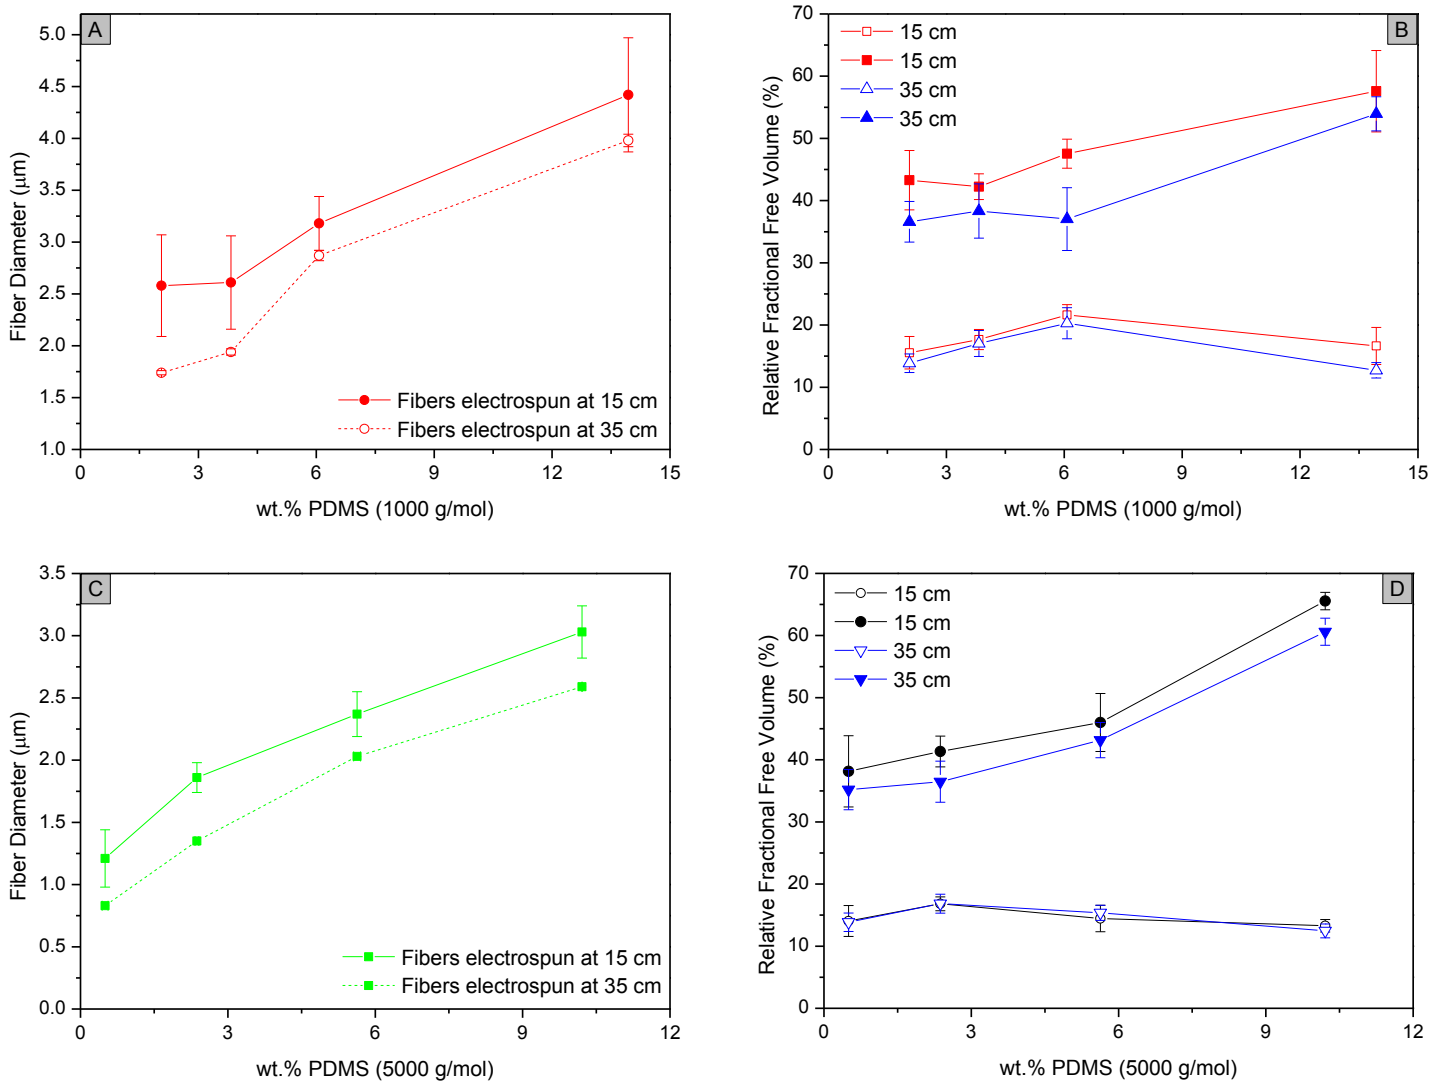 A
5.0
4.5
4.0
3.5
3.0
2.5
2.0
1.5
1.0
Fiber Diameter (μm)
Fibers electrospun at 15 cm
Fibers electrospun at 35 cm
0 3 6 9 12 15
wt.% PDMS (1000 g/mol)
B
70
60
50
40
30
20
10
0
Relative Fractional Free Volume (%)
15 cm
15 cm
35 cm
35 cm
0 3 6 9 12 15
wt.% PDMS (1000 g/mol)
C
3.5
3.0
2.5
2.0
1.5
1.0
0.5
0.0
Fiber Diameter (μm)
Fibers electrospun at 15 cm
Fibers electrospun at 35 cm
0 3 6 9 12
wt.% PDMS (5000 g/mol)
D
70
60
50
40
30
20
10
0
Relative Fractional Free Volume (%)
15 cm
15 cm
35 cm
35 cm
0 3 6 9 12
wt.% PDMS (5000 g/mol)